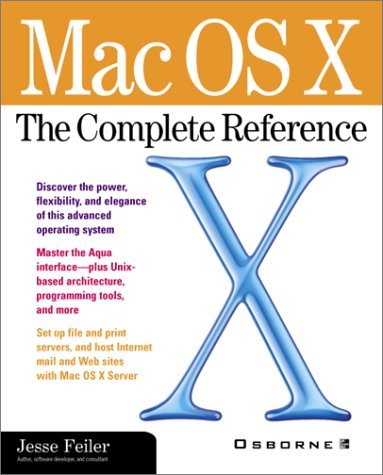 Mac OS X
The Complete Reference
Discover the power,
flexibility, and elegance
of this advanced
operating system
Master the Aqua
interface—plus Unix-
based architecture,
programming tools,
and more
Set up file and print
servers, and host Internet
mail and Web sites
with Mac OS X Server
X
Jesse Feiler
Author, software developer, and consultant
OSBORNE